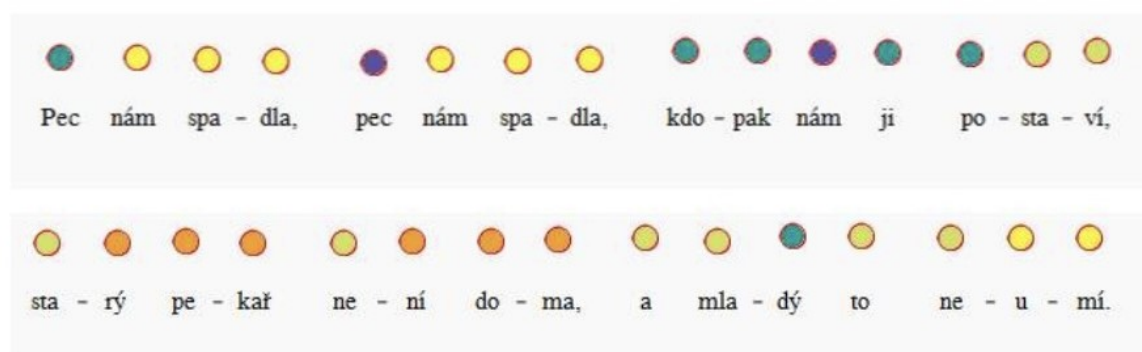 Pec nám spa - dla, pec nám spa - dla, kdo - pak nám ji po - sta - ví,
sta - rý pe - kař ne - ní do - ma, a mla - dý to ne - u - mí.